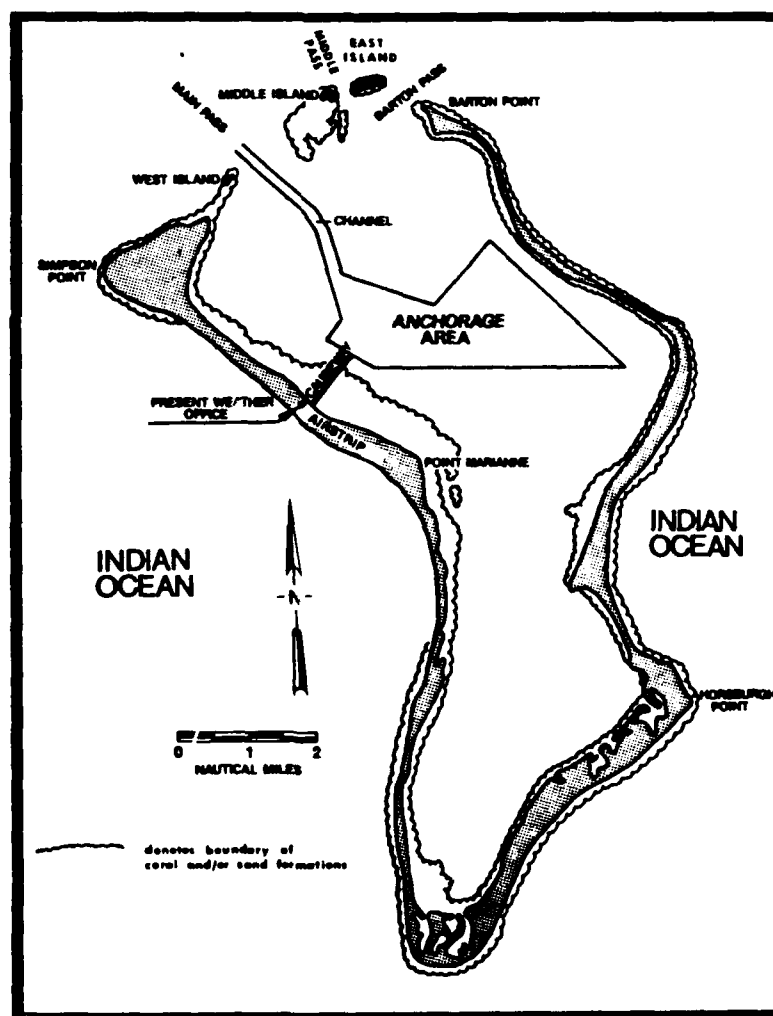 MIDDLE
PASS
EAST
ISLAND
MIDDLE ISLAND
BARTON PASS
BARTON POINT
MAIN PASS
WEST ISLAND
CHANNEL
SIMPSON
POINT
ANCHORAGE
AREA
PRESENT WE/THER
OFFICE
AIRSTRIP
POINT MARIANNE
INDIAN
OCEAN
INDIAN
OCEAN
N
HORSBURGH
POINT
0 1 2
NAUTICAL MILES
denotes boundary of
coral and/or sand formations